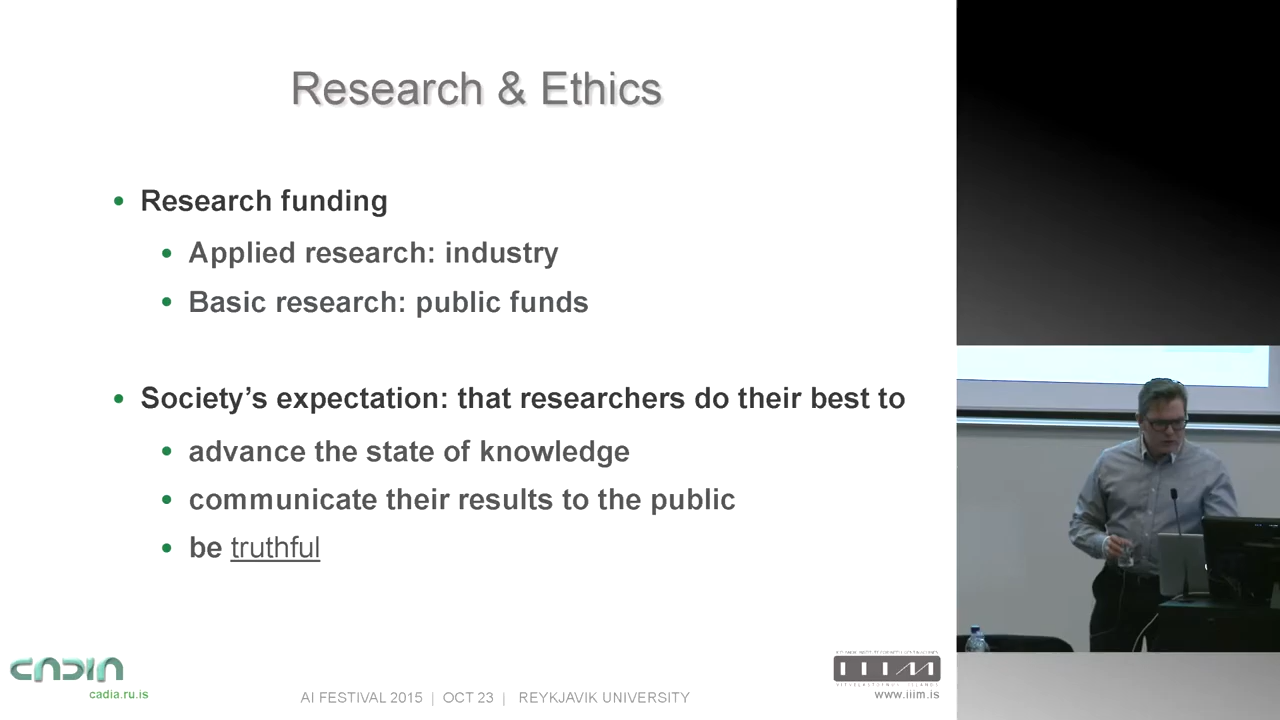 Research & Ethics
• Research funding
• Applied research: industry
• Basic research: public funds
• Society's expectation: that researchers do their best to
• advance the state of knowledge
• communicate their results to the public
• be truthful
CADIA
cadia.ru.is
AI FESTIVAL 2015 | OCT 23 | REYKJAVIK UNIVERSITY
IIIM
www.iiim.is